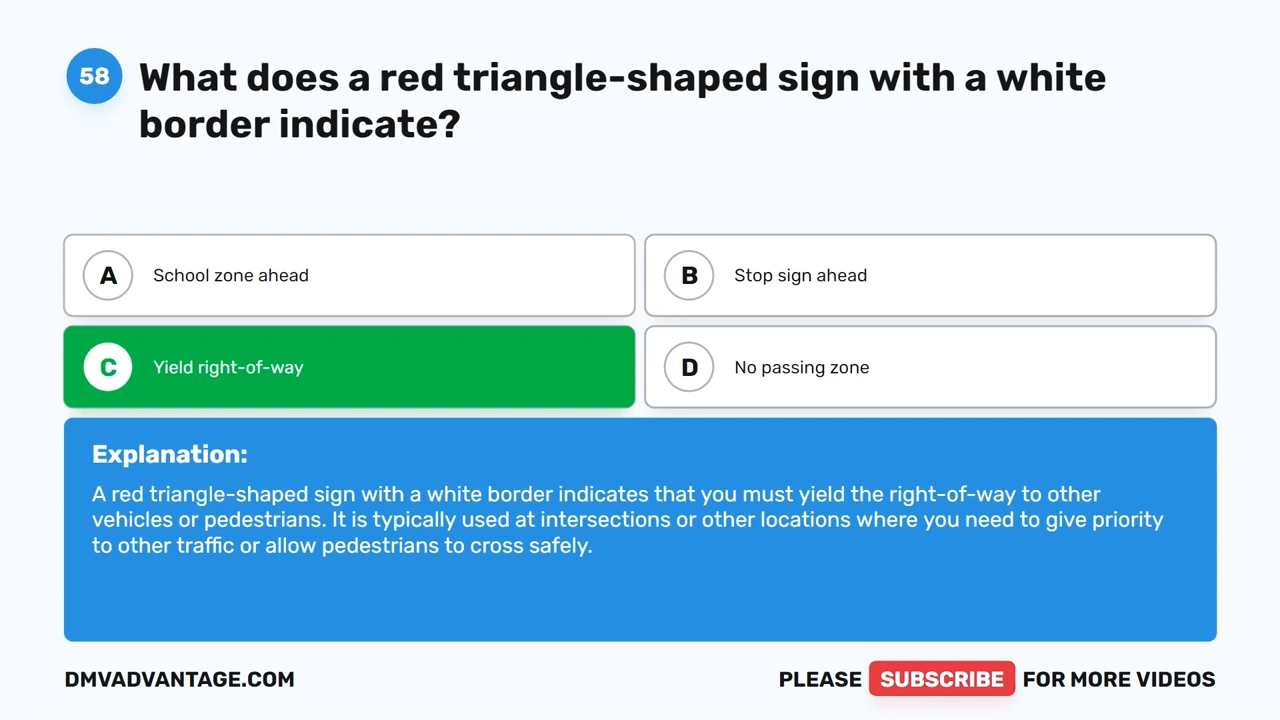 58
What does a red triangle-shaped sign with a white
border indicate?
A School zone ahead
B Stop sign ahead
C Yield right-of-way
D No passing zone
Explanation:
A red triangle-shaped sign with a white border indicates that you must yield the right-of-way to other
vehicles or pedestrians. It is typically used at intersections or other locations where you need to give priority
to other traffic or allow pedestrians to cross safely.
DMVADVANTAGE.COM
PLEASE SUBSCRIBE FOR MORE VIDEOS